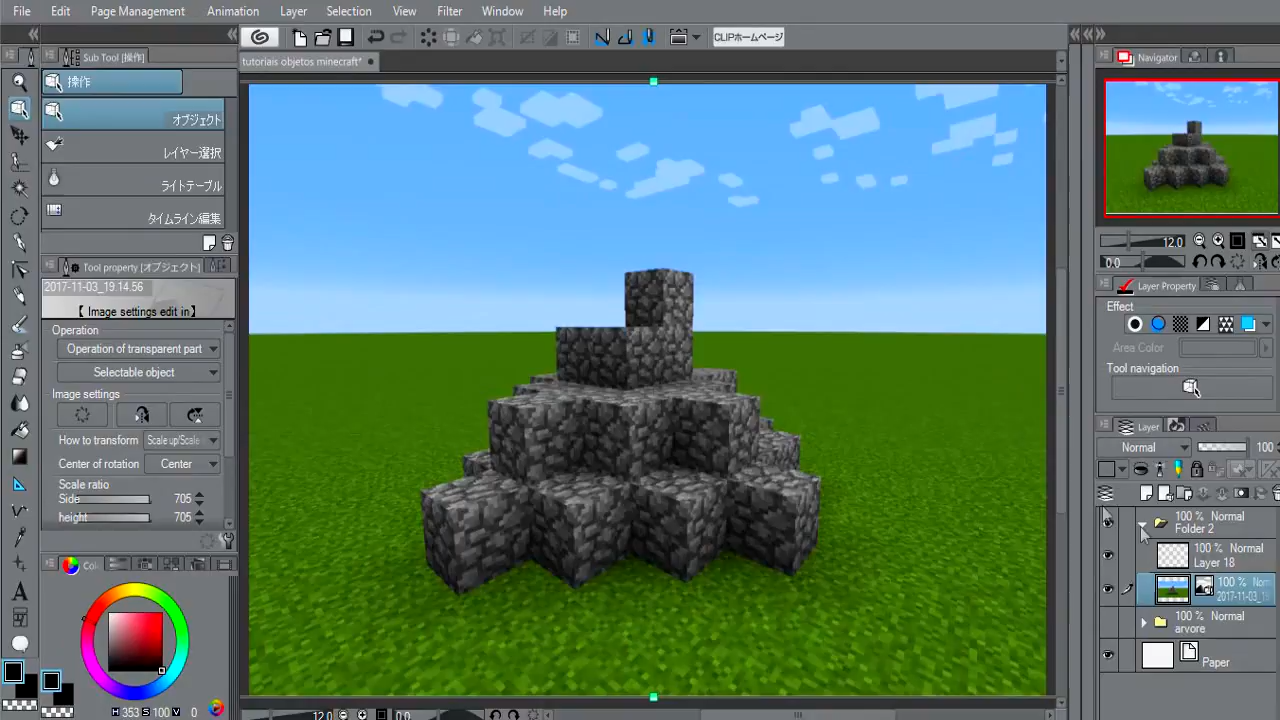 File Edit Page Management Animation Layer Selection View Filter Window Help
CLIPホームページ
Sub Tool [操作]
tutoriais objetos minecraft*
Navigator
操作
オブジェクト
レイヤー選択
ライトテーブル
タイムライン編集
12.0
0.0
Tool property [オブジェクト]
2017-11-03_19.14.56
【 Image settings edit in】
Operation
Operation of transparent part
Selectable object
Image settings
How to transform Scale up/Scale
Center of rotation Center
Scale ratio
Side 705
height 705
Layer Property
Effect
Area Color
Tool navigation
Layer
Normal 100
100 % Normal
Folder 2
100 % Normal
Layer 18
100 % Nor
2017-11-03_19
100 % Normal
arvore
Paper
H 353 S 100 V 0
12.0 0.0